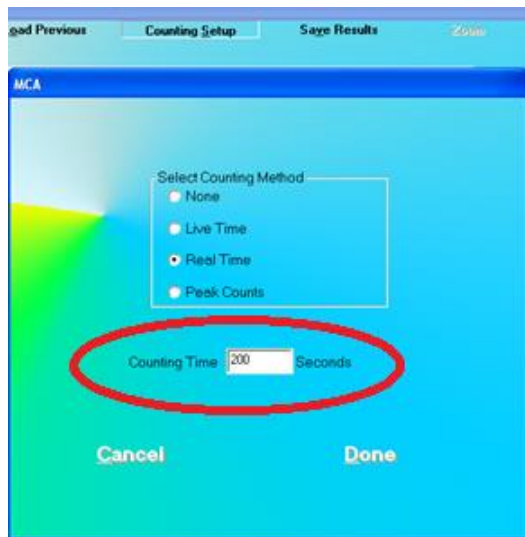 oad Previous Counting Setup Save Results Zoom
MCA
Select Counting Method
None
Live Time
Real Time
Peak Counts
Counting Time 200 Seconds
Cancel Done